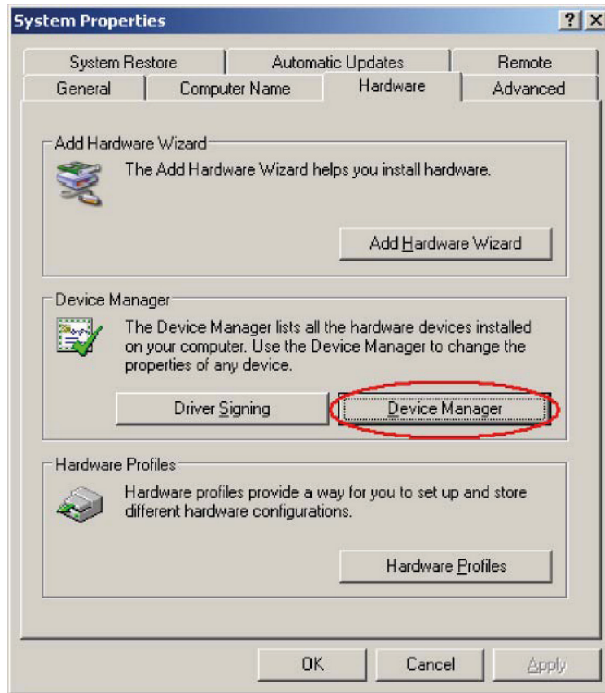 System Properties
System Restore
Automatic Updates
Remote
General
Computer Name
Hardware
Advanced
Add Hardware Wizard
The Add Hardware Wizard helps you install hardware.
Add Hardware Wizard
Device Manager
The Device Manager lists all the hardware devices installed
on your computer. Use the Device Manager to change the
properties of any device.
Driver Signing
Device Manager
Hardware Profiles
Hardware profiles provide a way for you to set up and store
different hardware configurations.
Hardware Profiles
OK
Cancel
Apply